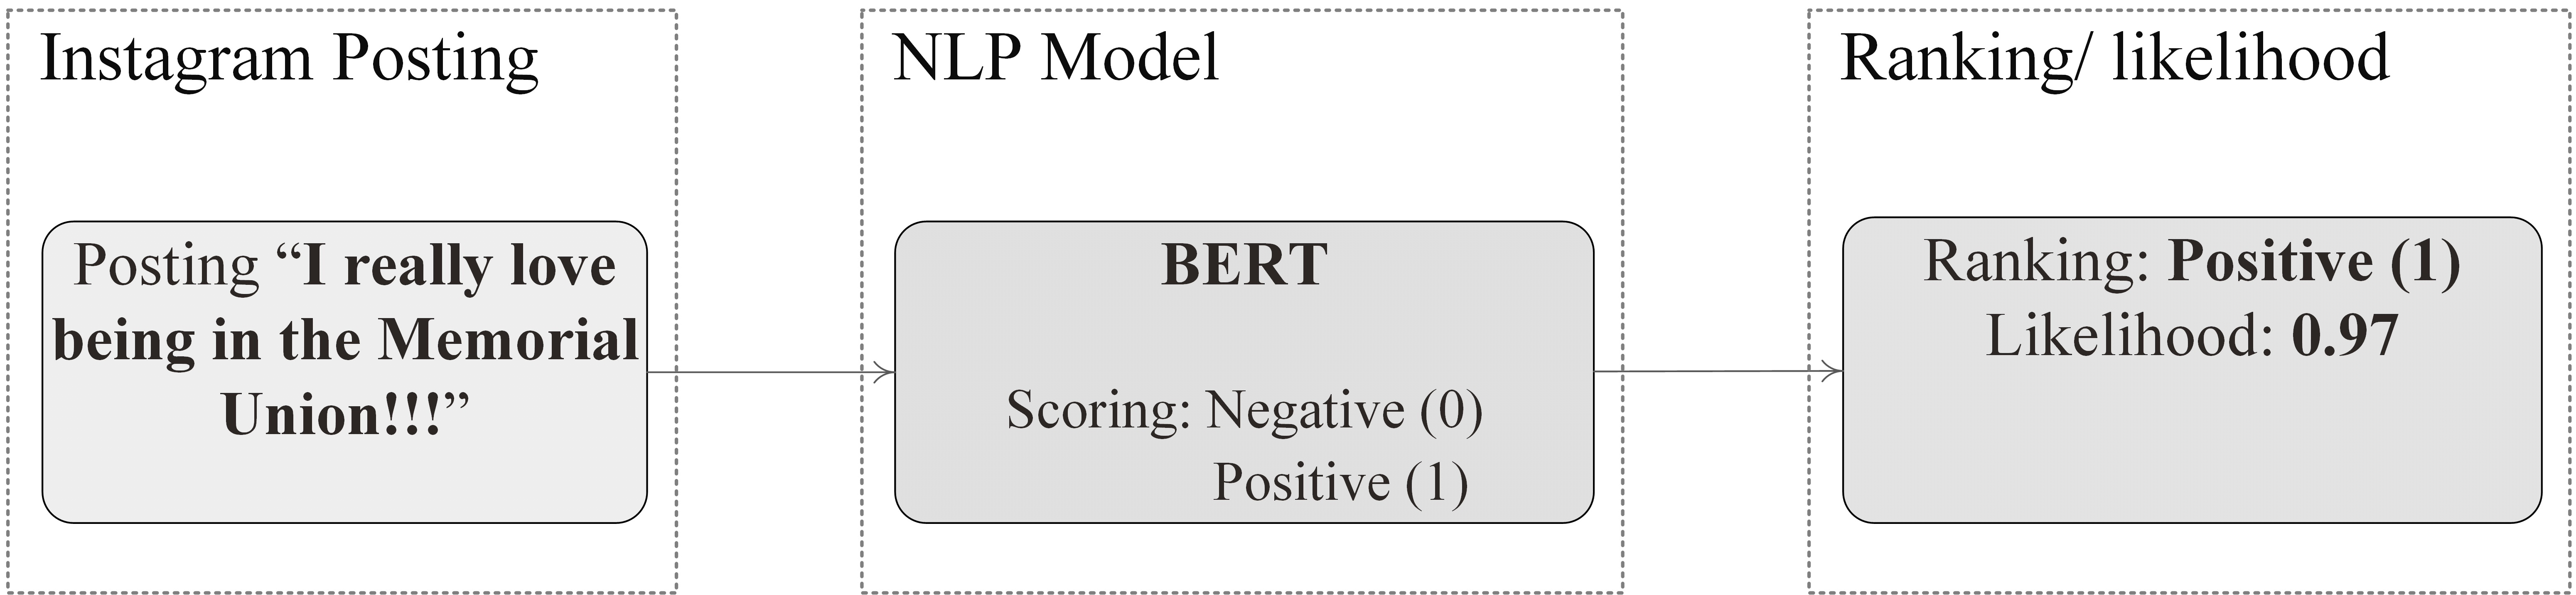 Instagram Posting
Posting “I really love
being in the Memorial
Union!!!”
NLP Model
BERT
Scoring: Negative (0)
Positive (1)
Ranking/ likelihood
Ranking: Positive (1)
Likelihood: 0.97